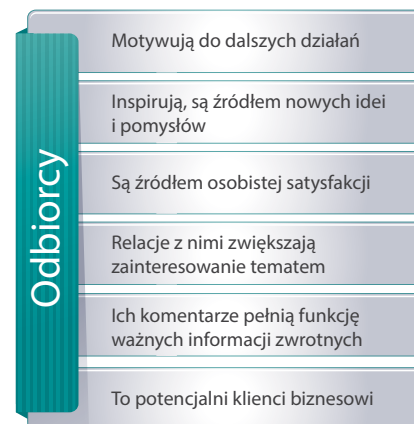 Odbiorcy
Motywują do dalszych działań
Inspirują, są źródłem nowych idei
i pomysłów
Są źródłem osobistej satysfakcji
Relacje z nimi zwiększają
zainteresowanie tematem
Ich komentarze pełnią funkcję
ważnych informacji zwrotnych
To potencjalni klienci biznesowi